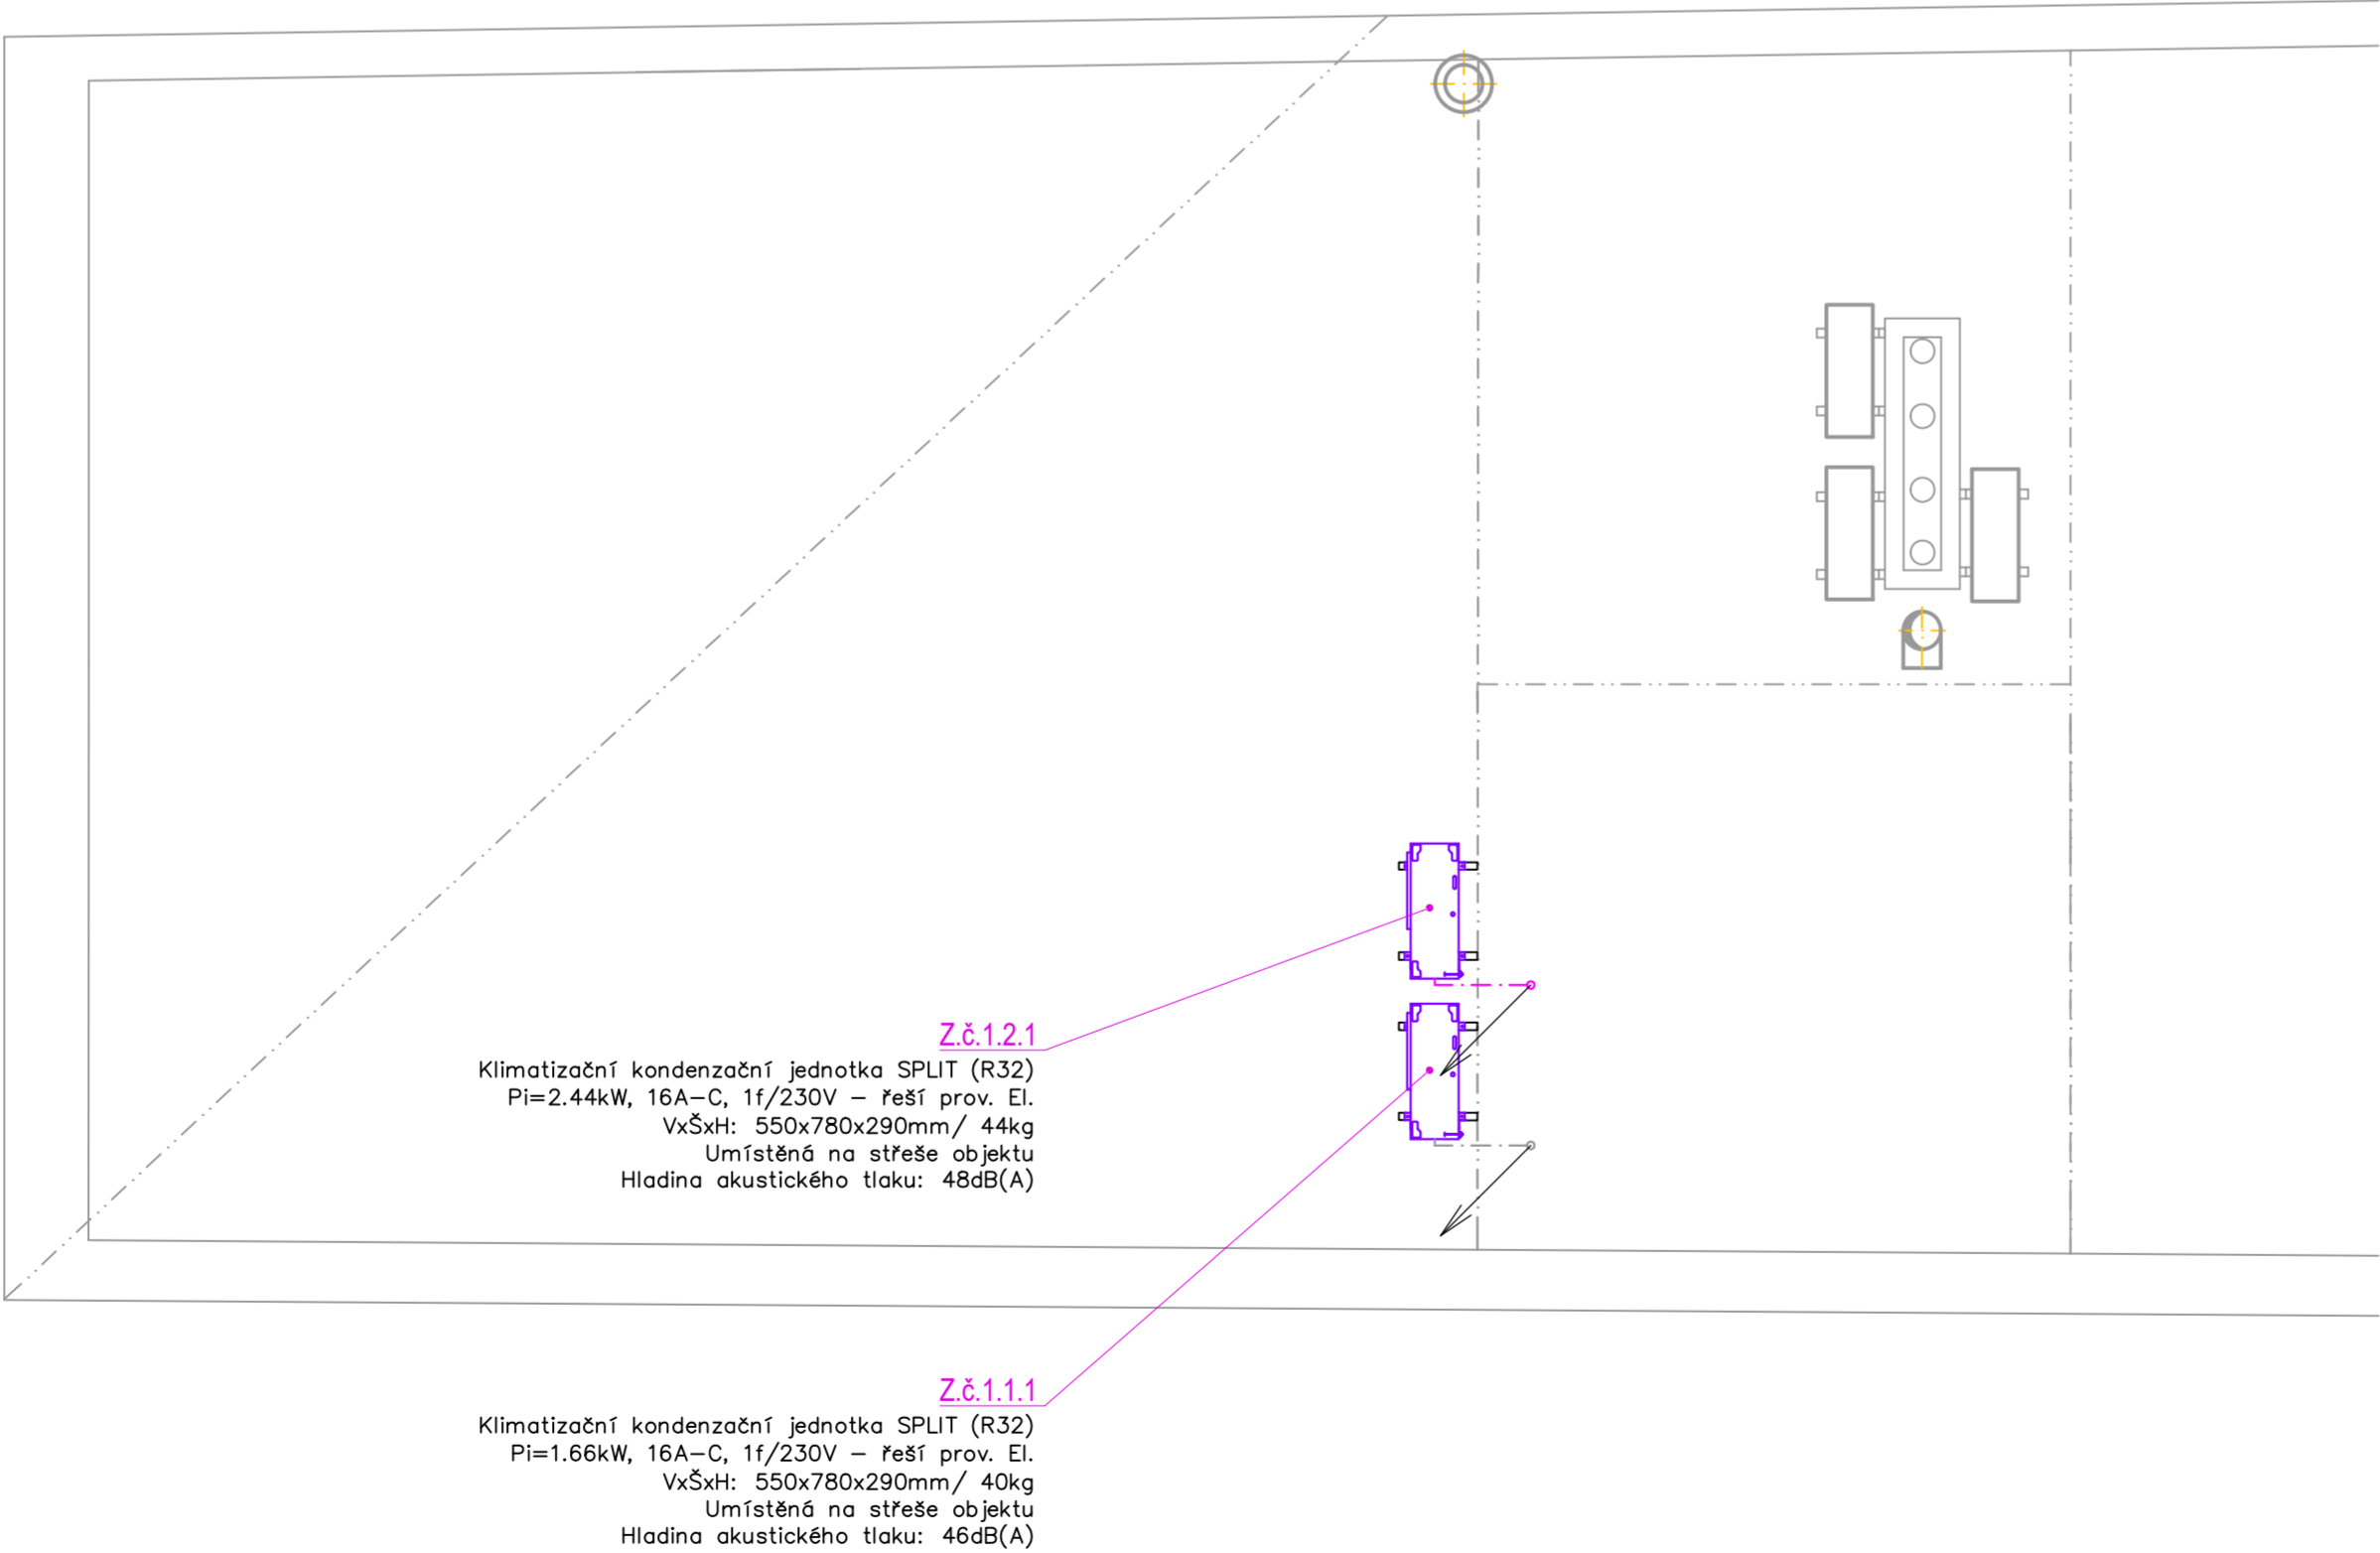 Z.č.1.2.1
Klimatizační kondenzační jednotka SPLIT (R32)
Pi=2.44kW, 16A-C, 1f/230V - řeší prov. El.
VxŠxH: 550x780x290mm/ 44kg
Umístěná na střeše objektu
Hladina akustického tlaku: 48dB(A)
Z.č.1.1.1
Klimatizační kondenzační jednotka SPLIT (R32)
Pi=1.66kW, 16A-C, 1f/230V - řeší prov. El.
VxŠxH: 550x780x290mm/ 40kg
Umístěná na střeše objektu
Hladina akustického tlaku: 46dB(A)